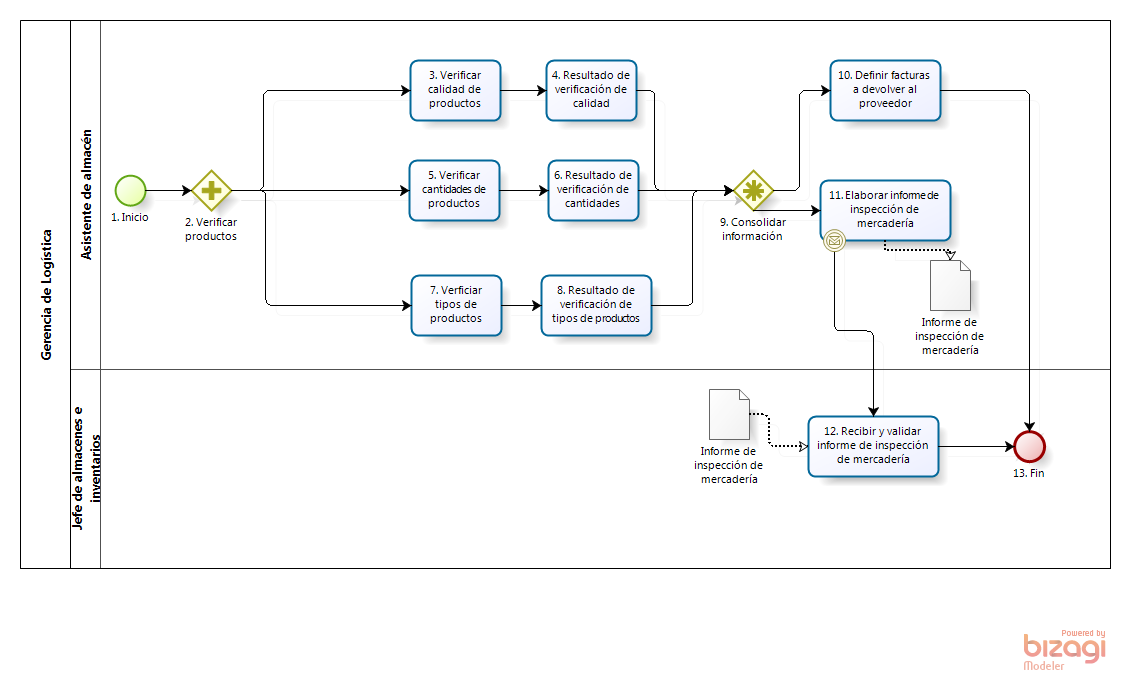 Gerencia de Logística
Asistente de almacén
1. Inicio
2. Verificar
productos
3. Verificar
calidad de
productos
4. Resultado de
verificación de
calidad
5. Verificar
cantidades de
productos
6. Resultado de
verificación de
cantidades
7. Verficiar
tipos de
productos
8. Resultado de
verificación de
tipos de productos
9. Consolidar
información
10. Definir facturas
a devolver al
proveedor
11. Elaborar informe de
inspección de
mercadería
Informe de
inspección de
mercadería
Jefe de almacenes e
inventarios
Informe de
inspección de
mercadería
12. Recibir y validar
informe de inspección
de mercadería
13. Fin
Powered by
bizagi
Modeler